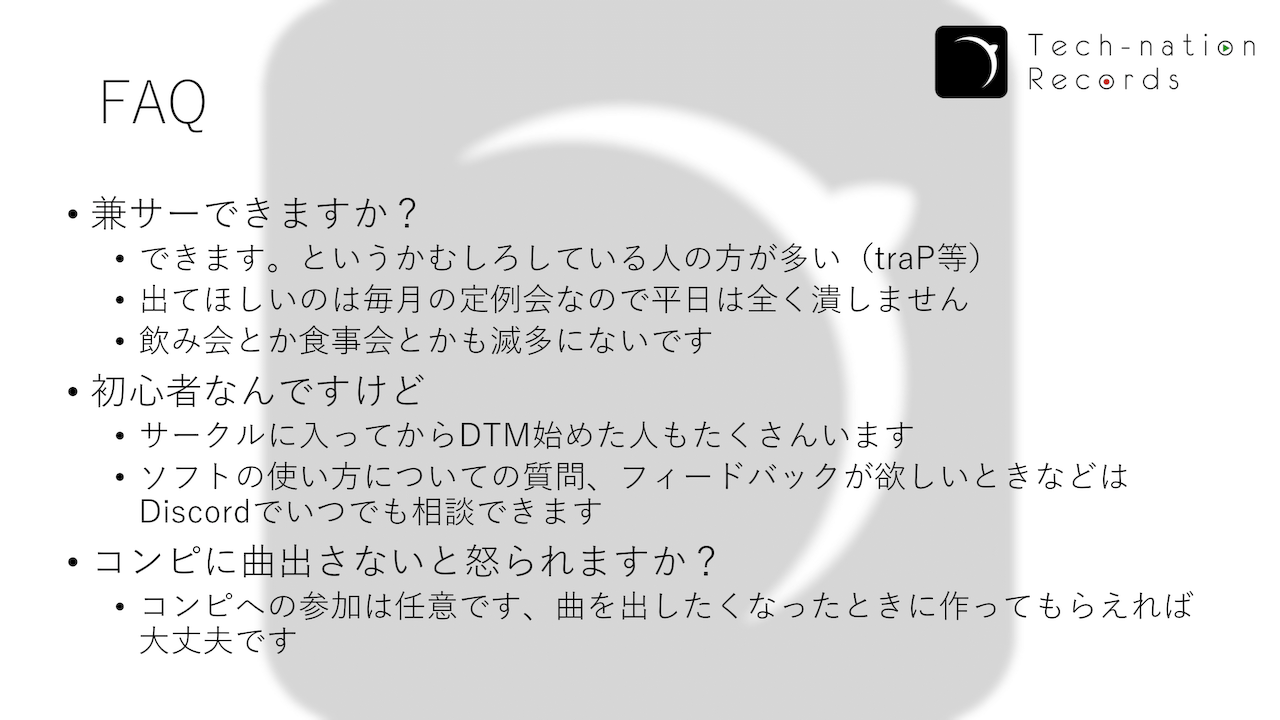 Tech-nation
Records
FAQ
• 兼サーできますか？
• できます。というかむしろしている人の方が多い（traP等）
• 出てほしいのは毎月の定例会なので平日は全く潰しません
• 飲み会とか食事会とかも滅多にないです
• 初心者なんですけど
• サークルに入ってからDTM始めた人もたくさんいます
• ソフトの使い方についての質問、フィードバックが欲しいときなどは
Discordでいつでも相談できます
• コンピに曲出さないと怒られますか？
• コンピへの参加は任意です、曲を出したくなったときに作ってもらえれば
大丈夫です